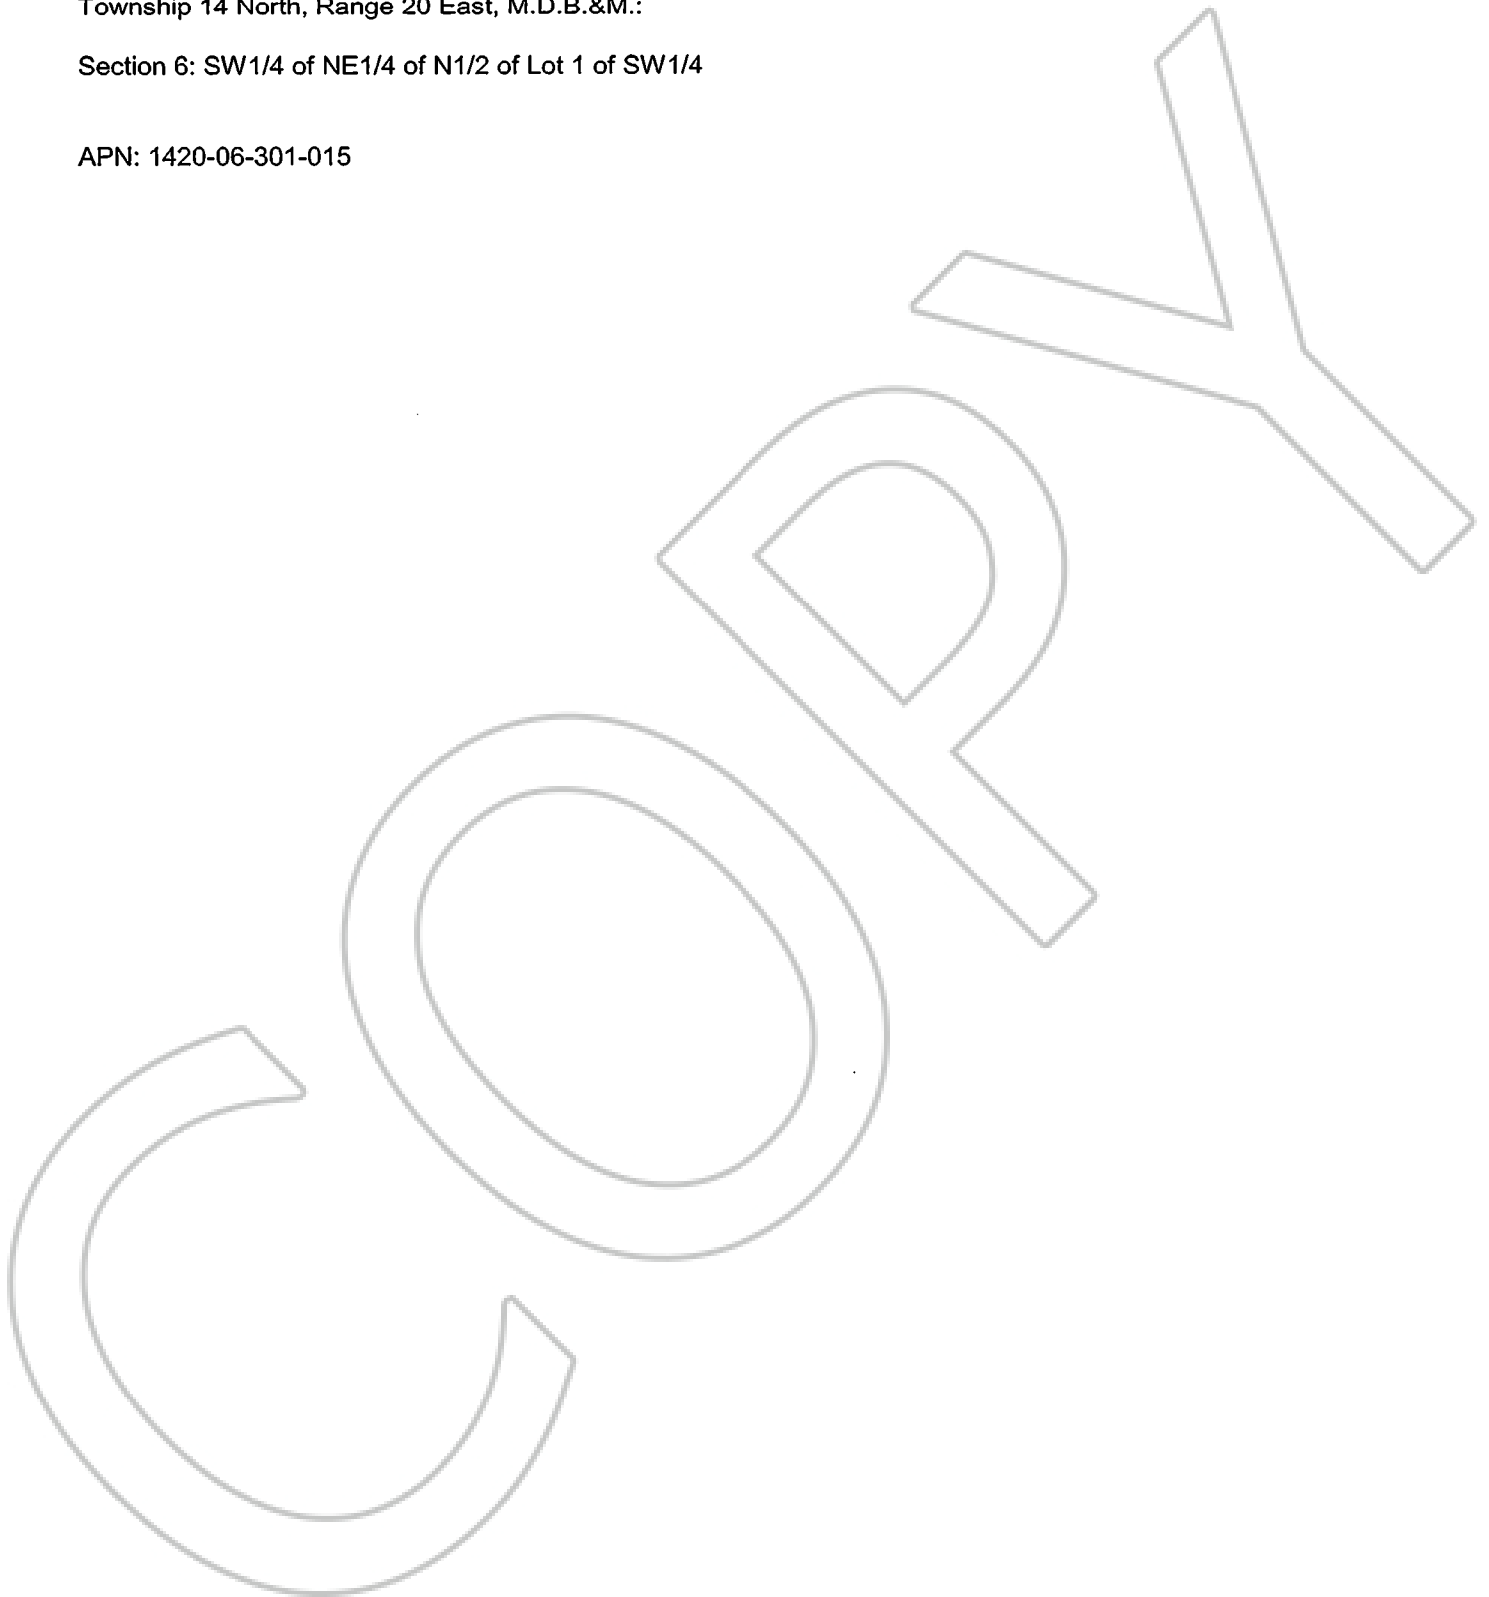 Township 14 North, Range 20 East, M.D.B.&M.:
Section 6: SW1/4 of NE1/4 of N1/2 of Lot 1 of SW1/4
APN: 1420-06-301-015
COPY